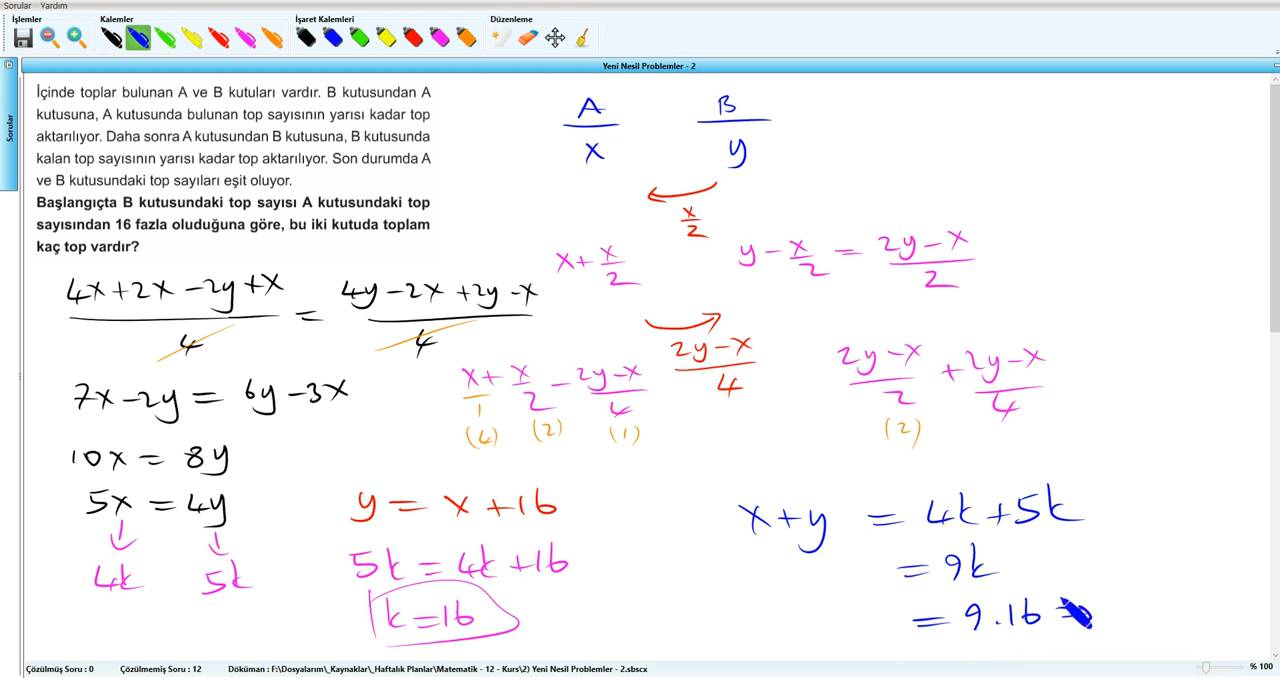 Sorular Yardım
İşlemler Kalemler İşaret Kalemleri Düzenleme
Yeni Nesil Problemler - 2
Sorular
İçinde toplar bulunan A ve B kutuları vardır. B kutusundan A
kutusuna, A kutusunda bulunan top sayısının yarısı kadar top
aktarılıyor. Daha sonra A kutusundan B kutusuna, B kutusunda
kalan top sayısının yarısı kadar top aktarılıyor. Son durumda A
ve B kutusundaki top sayıları eşit oluyor.
Başlangıçta B kutusundaki top sayısı A kutusundaki top
sayısından 16 fazla oluduğuna göre, bu iki kutuda toplam
kaç top vardır?
A B
x y
x/2
x + x/2 y - x/2 = (2y - x)/2
(4x + 2x - 2y + x)/4 = (4y - 2x + 2y - x)/4
(2y - x)/4
x/1 + x/2 - (2y - x)/4 (2y - x)/2 + (2y - x)/4
(4) (2) (1) (2)
7x - 2y = 6y - 3x
10x = 8y
5x = 4y
4k 5k
y = x + 16
5k = 4k + 16
k = 16
x + y = 4k + 5k
= 9k
= 9.16 =
Çözülmüş Soru : 0 Çözülmemiş Soru : 12 Döküman : F:\Dosyalarım\_Kaynaklar\_Haftalık Planlar\Matematik - 12 - Kurs\2) Yeni Nesil Problemler - 2.sbscx % 100